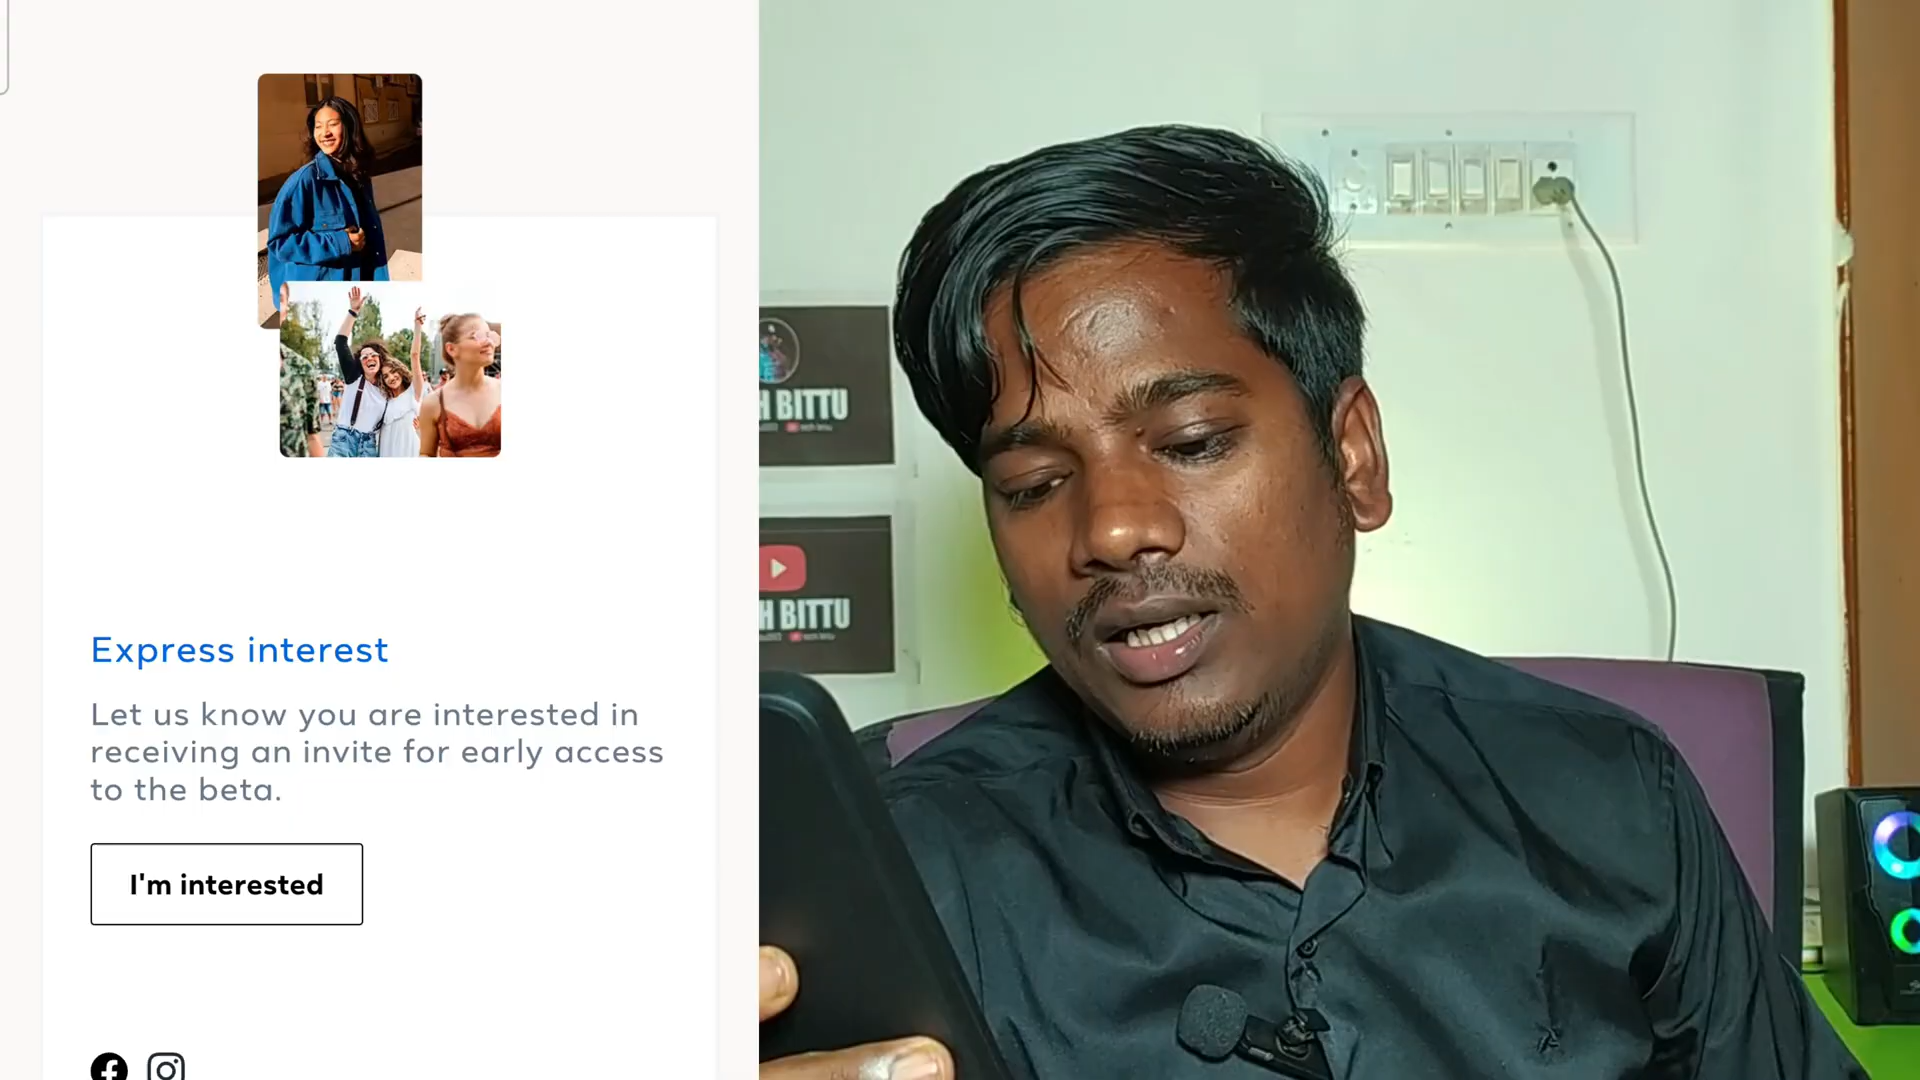 Express interest
Let us know you are interested in
receiving an invite for early access
to the beta.
I'm interested
H BITTU
H BITTU